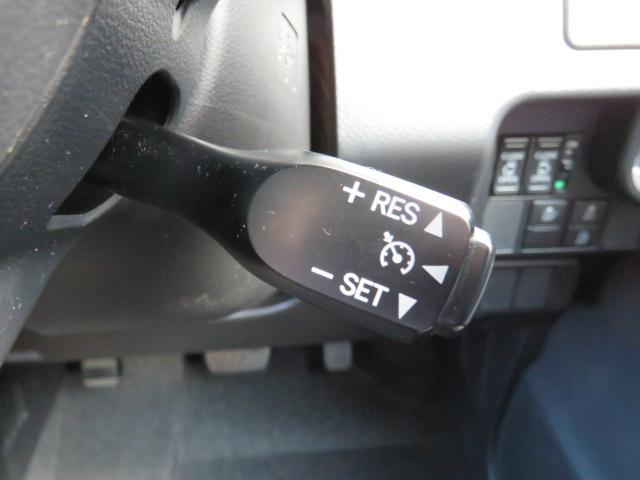 + RES
− SET